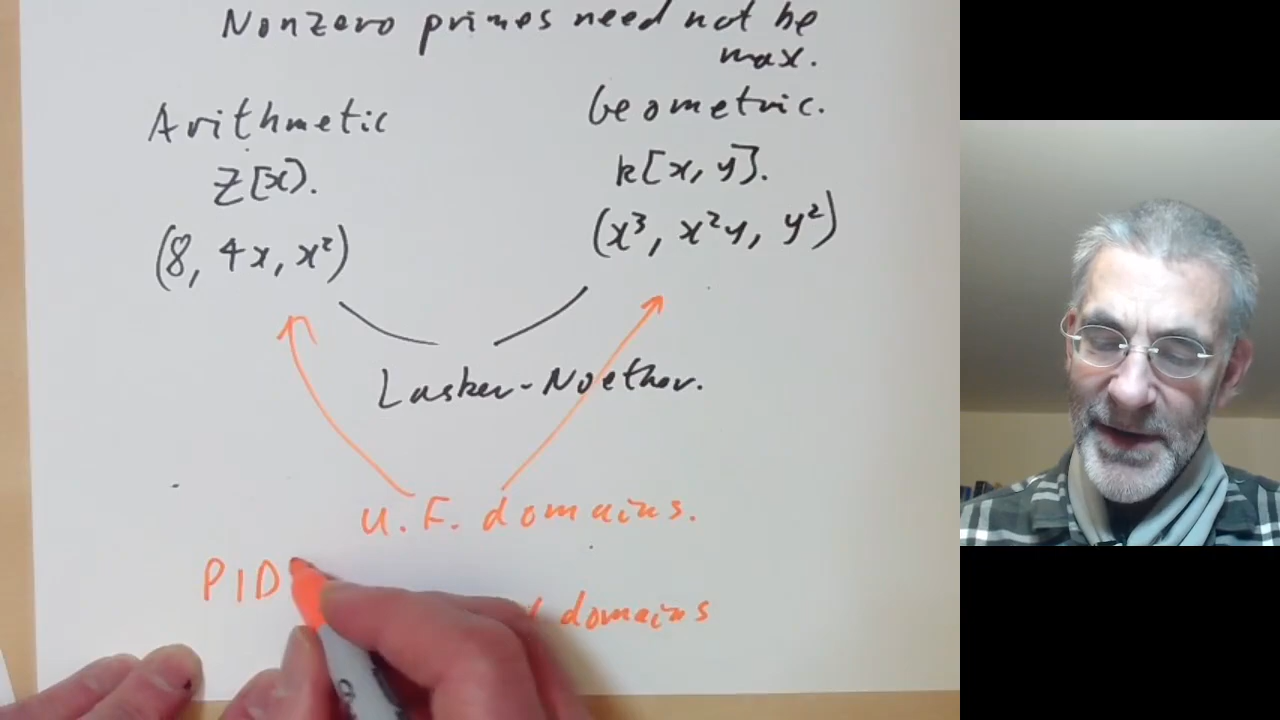 Nonzero primes need not be
max.
Arithmetic
Z[x].
(8, 4x, x²)
Geometric.
k[x, y].
(x³, x²y, y²)
Lasker-Noether.
U.F. domains.
PID
domains